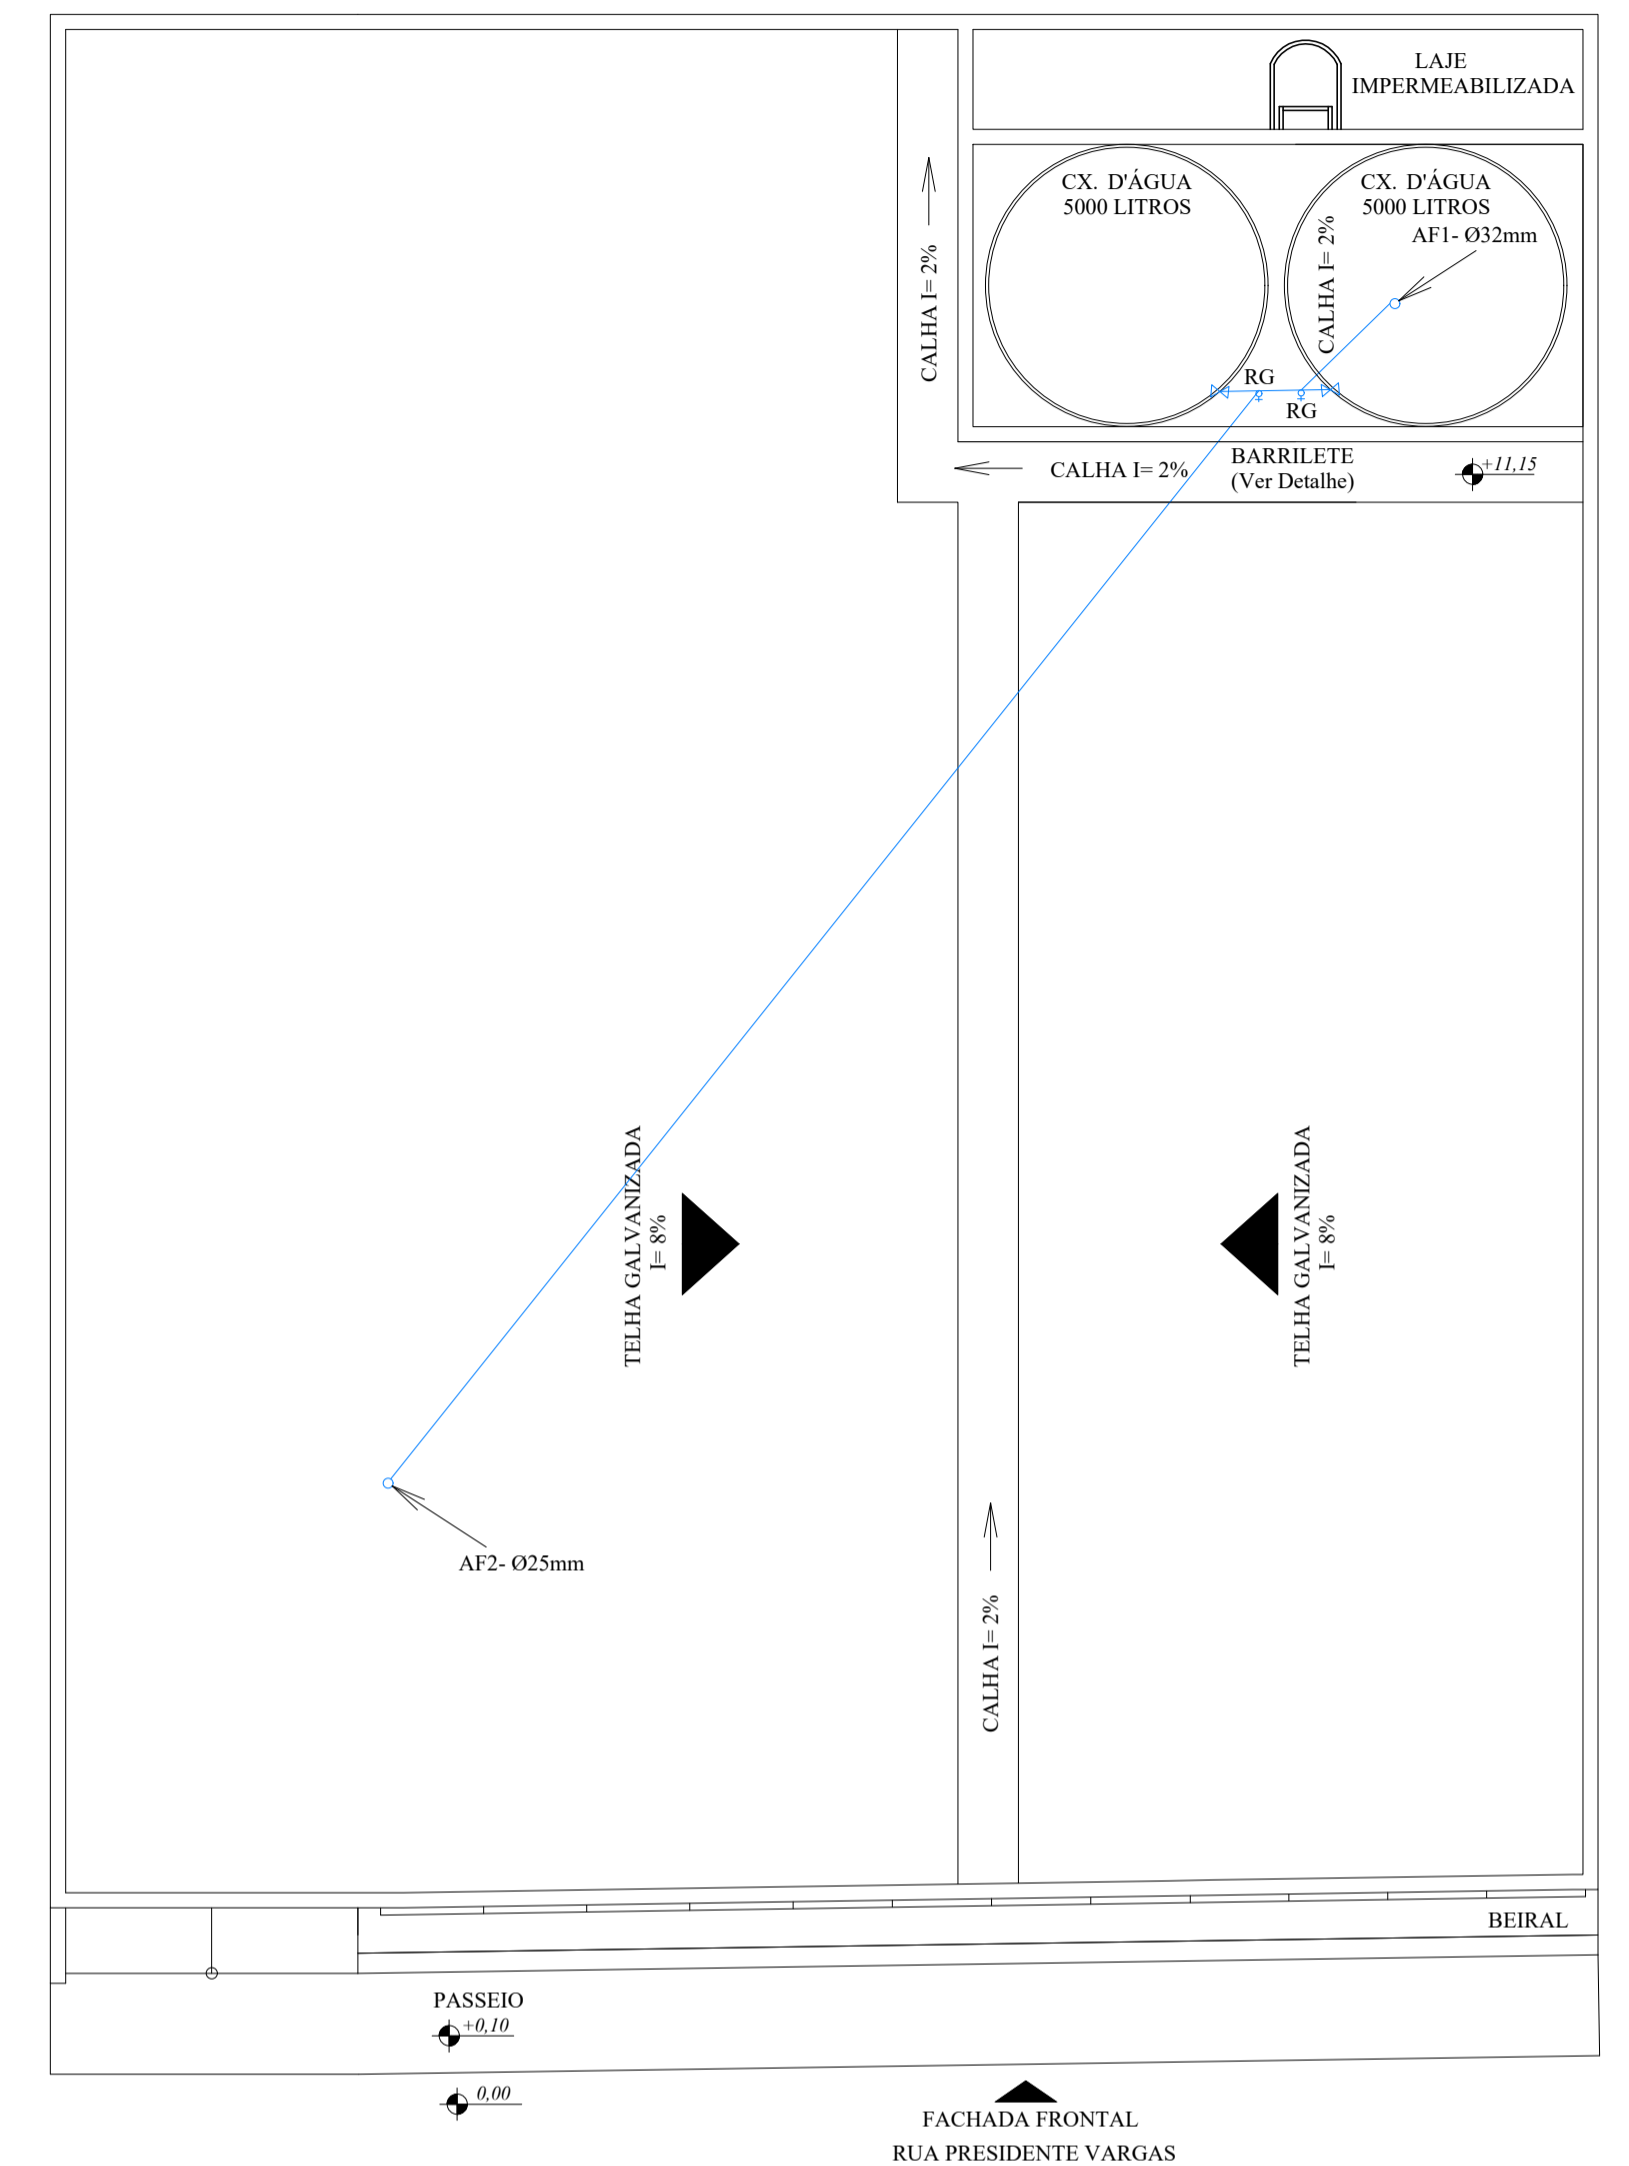 LAJE
IMPERMEABILIZADA
CX. D'ÁGUA
5000 LITROS
CX. D'ÁGUA
5000 LITROS
AF1- Ø32mm
CALHA I= 2%
CALHA I= 2%
RG
RG
CALHA I= 2%
BARRILETE
(Ver Detalhe)
+11,15
TELHA GALVANIZADA
I= 8%
TELHA GALVANIZADA
I= 8%
AF2- Ø25mm
CALHA I= 2%
BEIRAL
PASSEIO
+0,10
0,00
FACHADA FRONTAL
RUA PRESIDENTE VARGAS